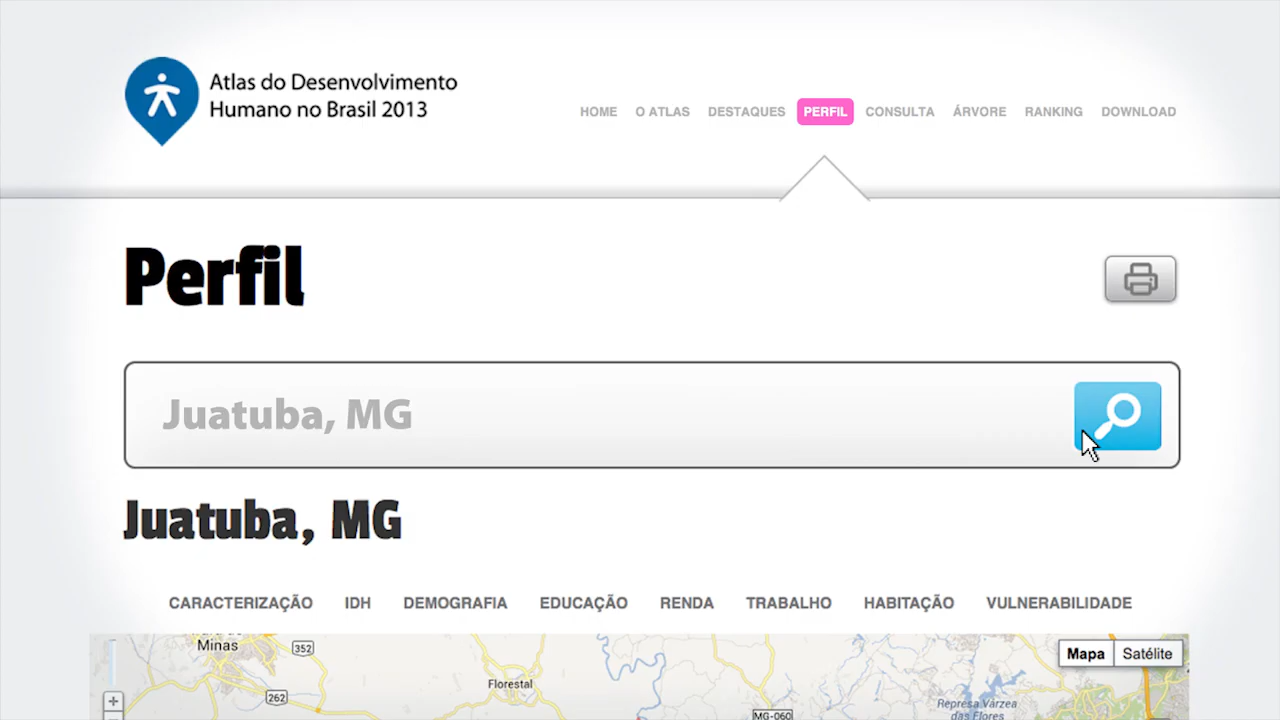 Atlas do Desenvolvimento
Humano no Brasil 2013
HOME O ATLAS DESTAQUES PERFIL CONSULTA ÁRVORE RANKING DOWNLOAD
Perfil
Juatuba, MG
Juatuba, MG
CARACTERIZAÇÃO IDH DEMOGRAFIA EDUCAÇÃO RENDA TRABALHO HABITAÇÃO VULNERABILIDADE
Minas
352
Mapa Satélite
Florestal
262
Represa Várzea
das Flores
MG-060